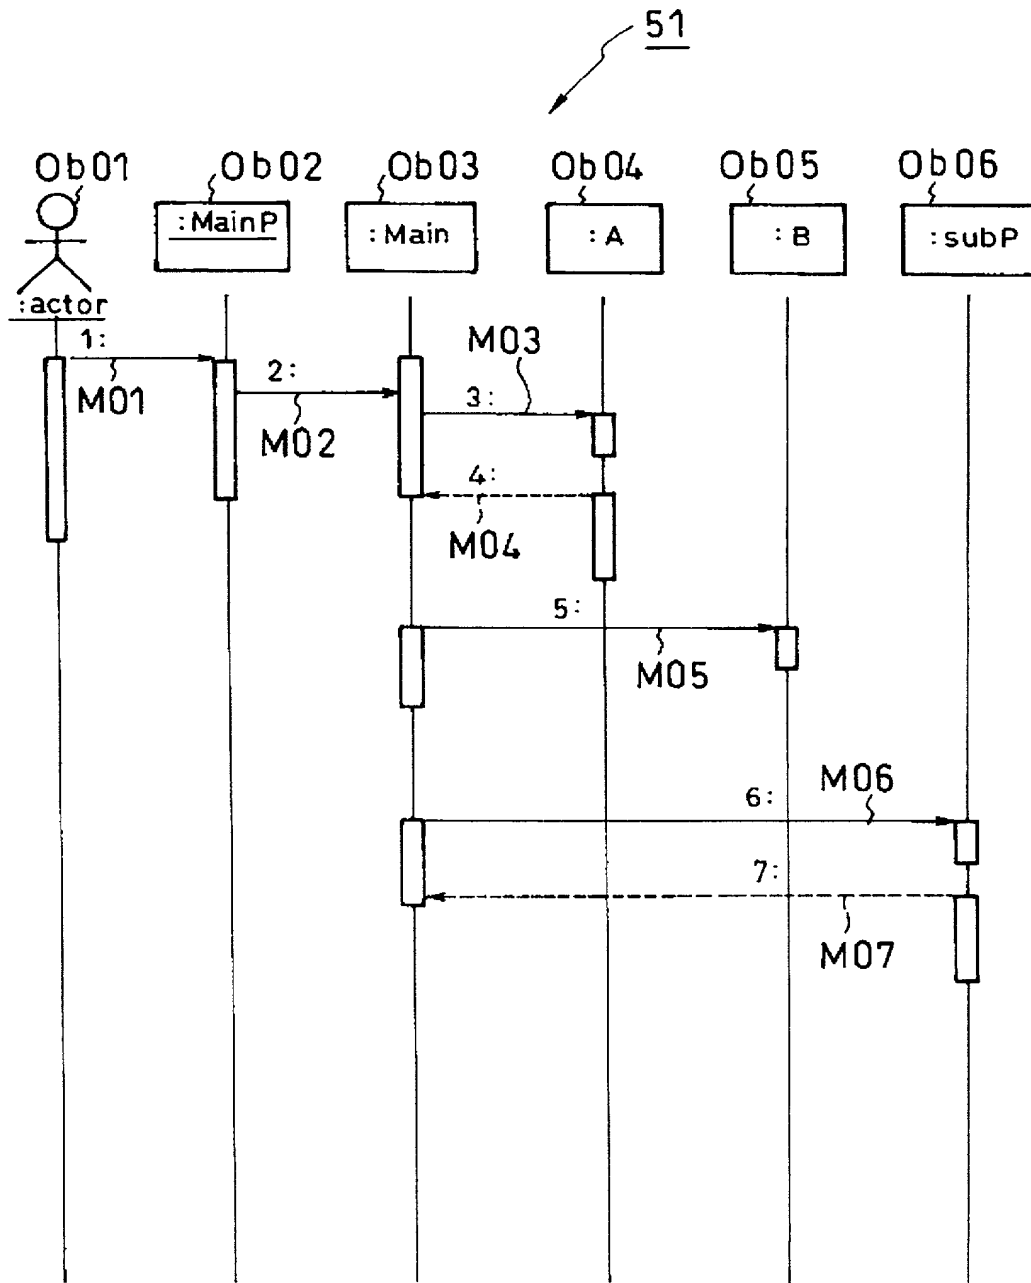 51
Ob01 Ob02 Ob03 Ob04 Ob05 Ob06
:MainP :Main :A :B :subP
:actor
1: M03
M01 2: 3:
M02
4:
M04
5:
M05
M06
6:
7:
M07